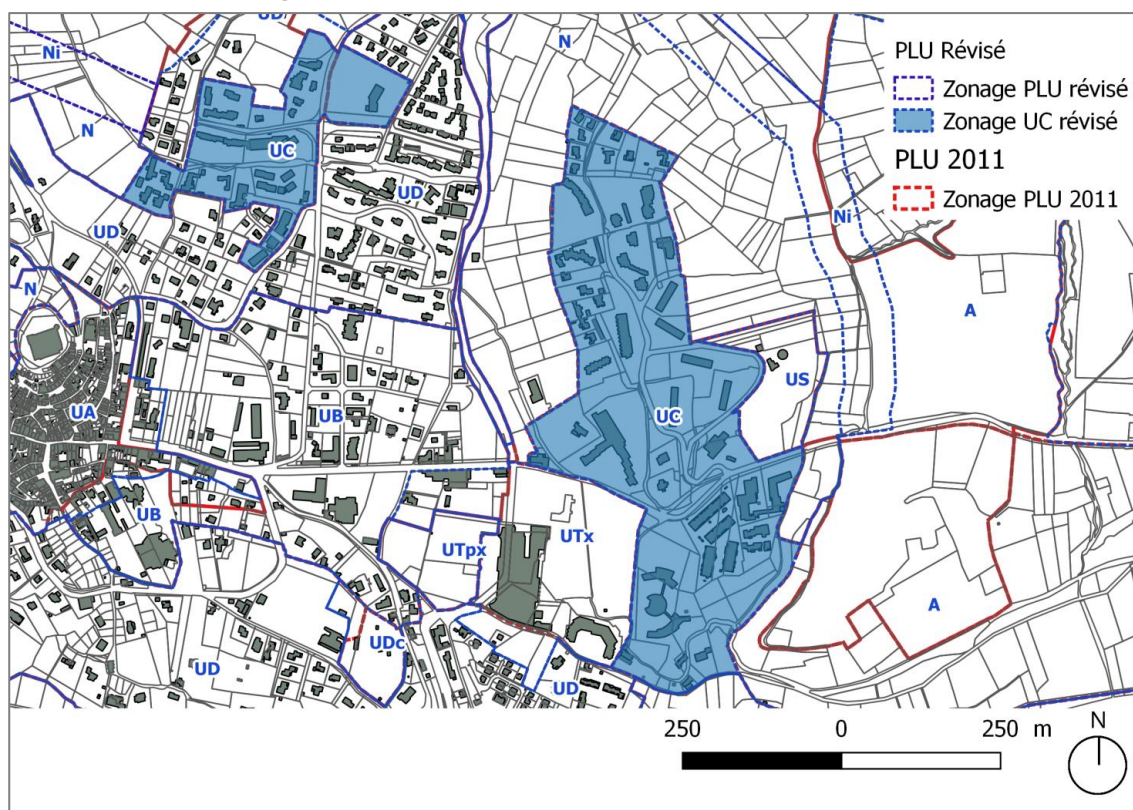 UD
Ni
N
N
UC
UD
UD
N
UA
UB
UB
UTpx
UTx
UDc
UD
UD
UC
US
Ni
A
A
PLU Révisé
Zonage PLU révisé
Zonage UC révisé
PLU 2011
Zonage PLU 2011
250 0 250 m
N